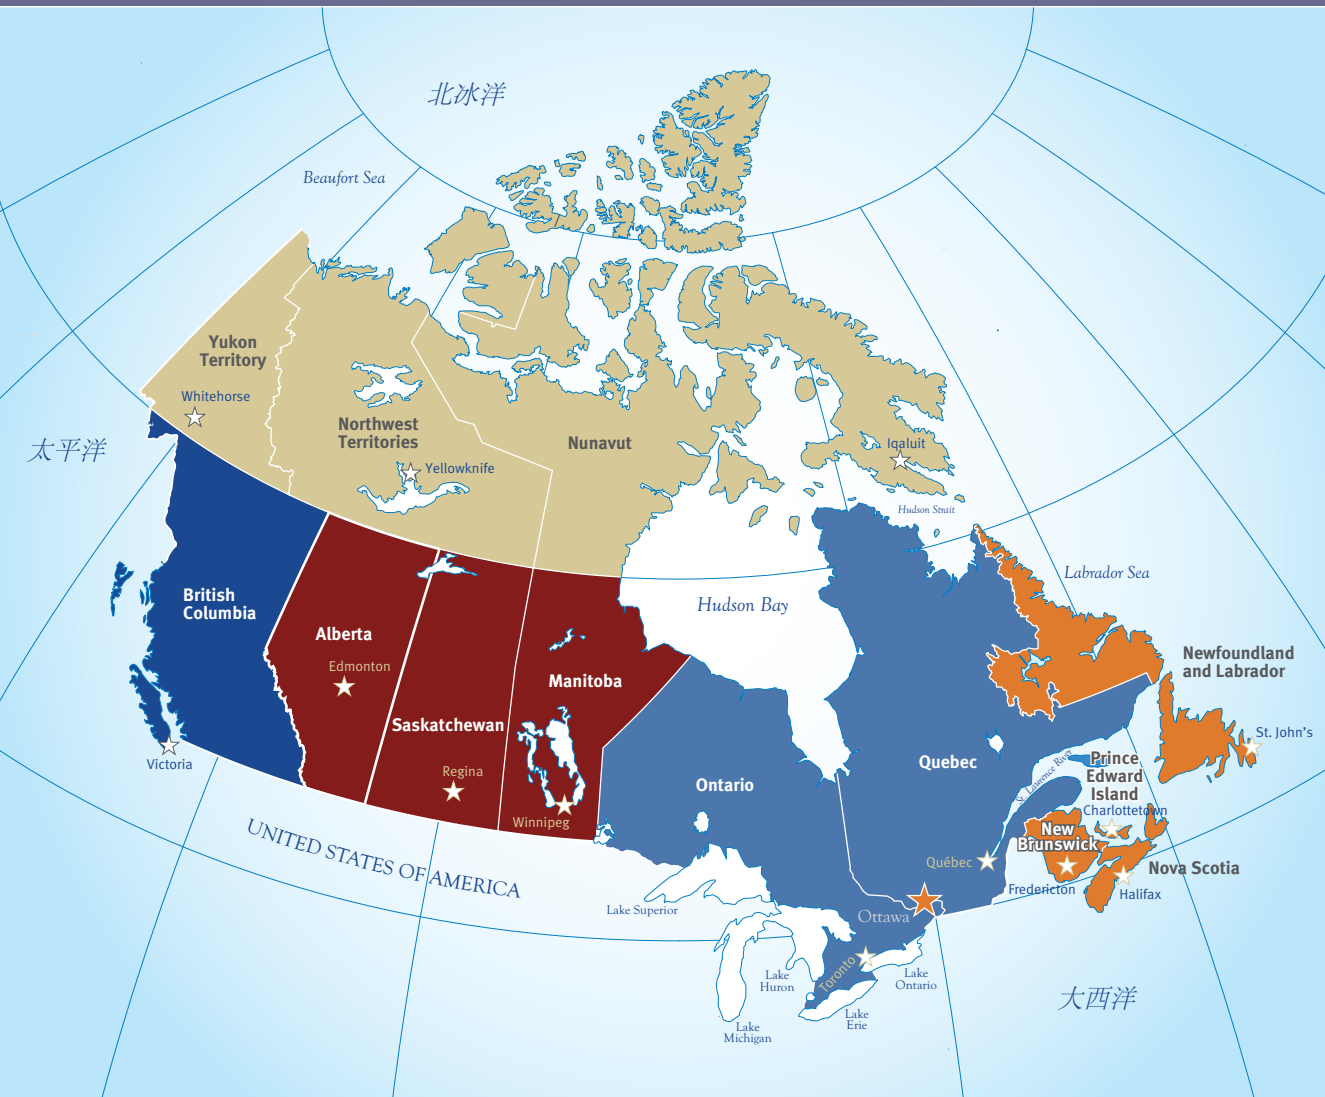 北冰洋
Beaufort Sea
Yukon
Territory
Whitehorse
太平洋
Northwest
Territories
Yellowknife
Nunavut
Iqaluit
Hudson Strait
Labrador Sea
Hudson Bay
British
Columbia
Alberta
Edmonton
Manitoba
Saskatchewan
Regina
Winnipeg
Victoria
Ontario
Quebec
Newfoundland
and Labrador
St. John's
St. Laurence River
Prince
Edward
Island
Charlottetown
New
Brunswick
Nova Scotia
Québec
Fredericton
Halifax
UNITED STATES OF AMERICA
Ottawa
Lake Superior
Toronto
Lake
Huron
Lake
Ontario
Lake
Erie
Lake
Michigan
大西洋